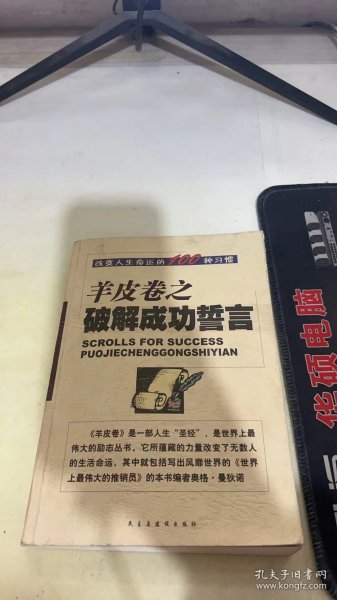 改变人生命运的100种习惯
羊皮卷之
破解成功誓言
SCROLLS FOR SUCCESS
PUOJIECHENGGONGSHIYIAN
《羊皮卷》是一部人生“圣经”，是世界上最
伟大的励志丛书，它所蕴藏的力量改变了无数人
的生活命运。其中就包括写出风靡世界的《世界
上最伟大的推销员》的本书编者奥格·曼狄诺
民主与建设出版社
华硕电脑
孔夫子旧书网
www.kongfz.com